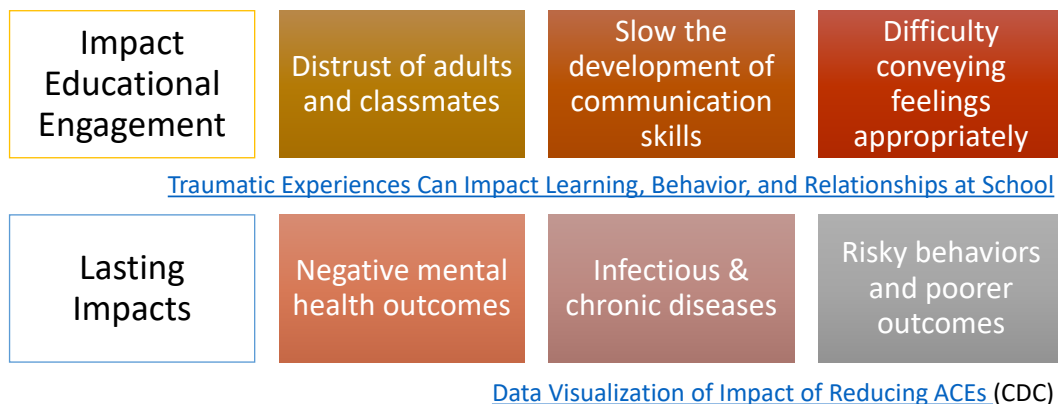 Impact
Educational
Engagement
Distrust of adults
and classmates
Slow the
development of
communication
skills
Difficulty
conveying
feelings
appropriately
Traumatic Experiences Can Impact Learning, Behavior, and Relationships at School
Lasting
Impacts
Negative mental
health outcomes
Infectious &
chronic diseases
Risky behaviors
and poorer
outcomes
Data Visualization of Impact of Reducing ACEs (CDC)